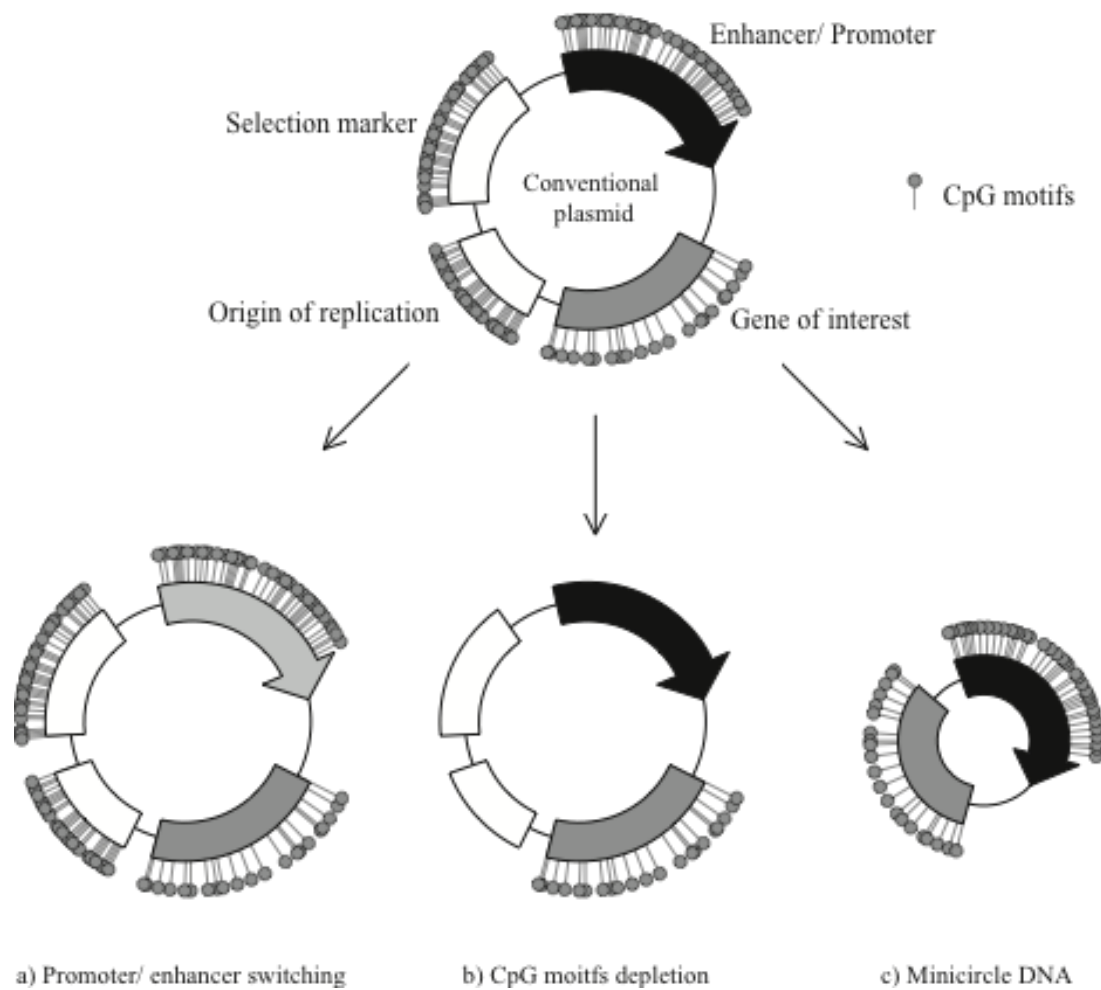 Enhancer/ Promoter
Selection marker
Conventional
plasmid
CpG motifs
Origin of replication
Gene of interest
a) Promoter/ enhancer switching
b) CpG moitfs depletion
c) Minicircle DNA